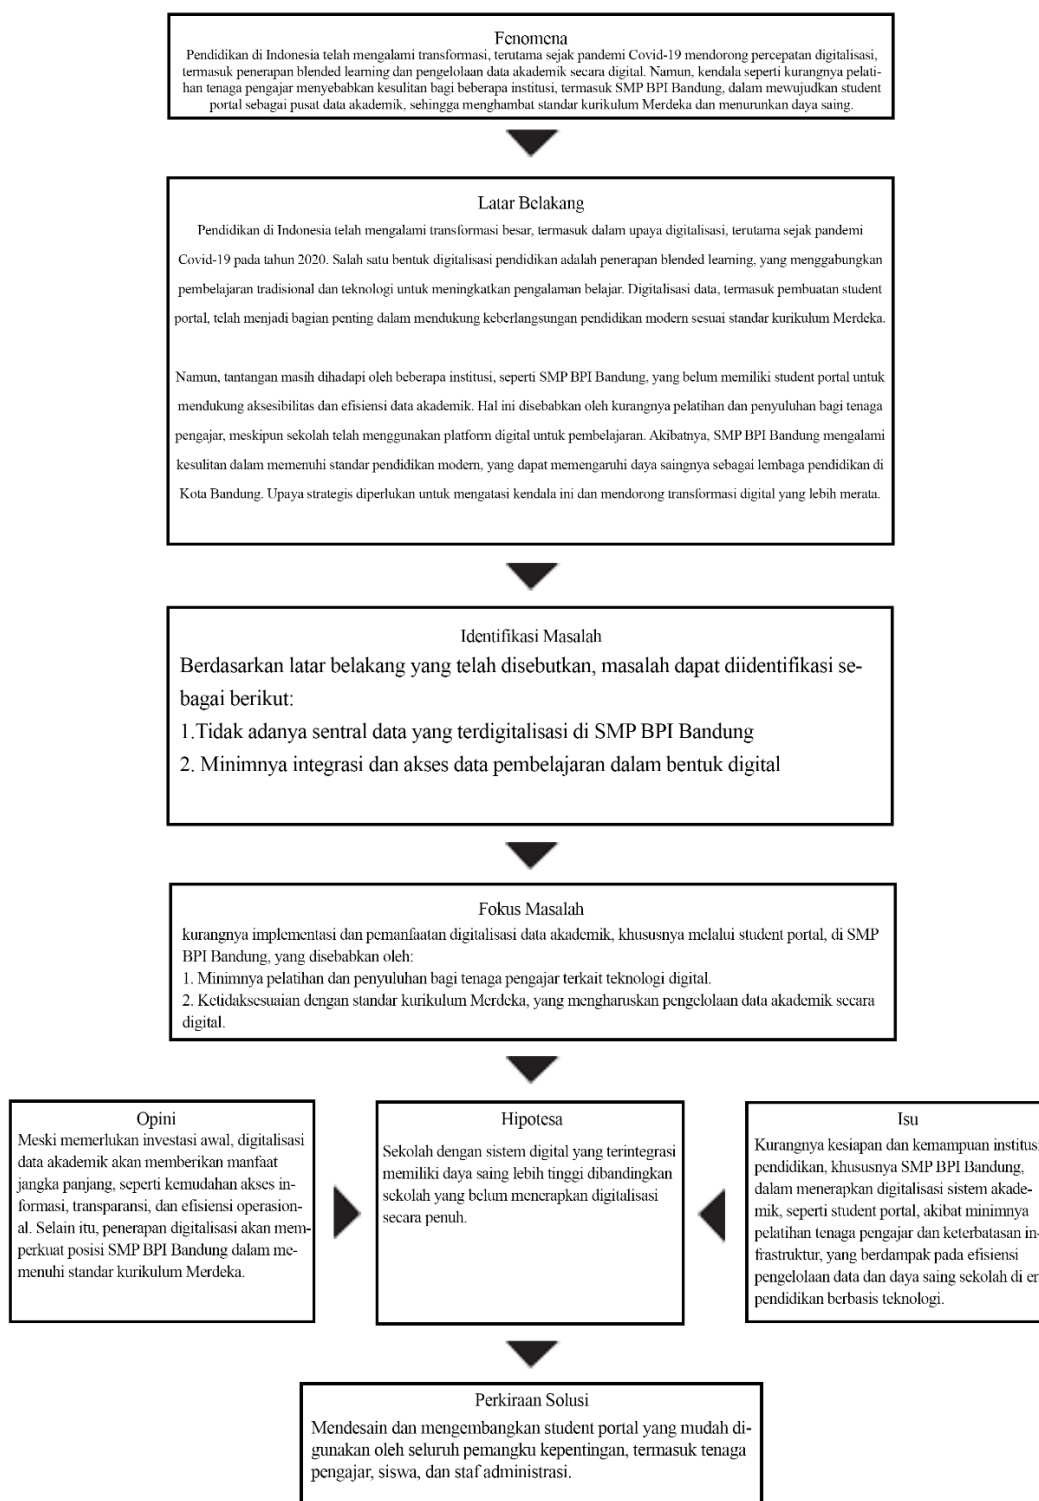 Fenomena
Pendidikan di Indonesia telah mengalami transformasi, terutama sejak pandemi Covid-19 mendorong percepatan digitalisasi,
termasuk penerapan blended learning dan pengelolaan data akademik secara digital. Namun, kendala seperti kurangnya pelati-
han tenaga pengajar menyebabkan kesulitan bagi beberapa institusi, termasuk SMP BPI Bandung, dalam mewujudkan student
portal sebagai pusat data akademik, sehingga menghambat standar kurikulum Merdeka dan menurunkan daya saing.
Latar Belakang
Pendidikan di Indonesia telah mengalami transformasi besar, termasuk dalam upaya digitalisasi, terutama sejak pandemi
Covid-19 pada tahun 2020. Salah satu bentuk digitalisasi pendidikan adalah penerapan blended learning, yang menggabungkan
pembelajaran tradisional dan teknologi untuk meningkatkan pengalaman belajar. Digitalisasi data, termasuk pembuatan student
portal, telah menjadi bagian penting dalam mendukung keberlangsungan pendidikan modern sesuai standar kurikulum Merdeka.
Namun, tantangan masih dihadapi oleh beberapa institusi, seperti SMP BPI Bandung, yang belum memiliki student portal untuk
mendukung aksesibilitas dan efisiensi data akademik. Hal ini disebabkan oleh kurangnya pelatihan dan penyuluhan bagi tenaga
pengajar, meskipun sekolah telah menggunakan platform digital untuk pembelajaran. Akibatnya, SMP BPI Bandung mengalami
kesulitan dalam memenuhi standar pendidikan modern, yang dapat memengaruhi daya saingnya sebagai lembaga pendidikan di
Kota Bandung. Upaya strategis diperlukan untuk mengatasi kendala ini dan mendorong transformasi digital yang lebih merata.
Identifikasi Masalah
Berdasarkan latar belakang yang telah disebutkan, masalah dapat diidentifikasi se-
bagai berikut:
1.Tidak adanya sentral data yang terdigitalisasi di SMP BPI Bandung
2. Minimnya integrasi dan akses data pembelajaran dalam bentuk digital
Fokus Masalah
kurangnya implementasi dan pemanfaatan digitalisasi data akademik, khususnya melalui student portal, di SMP
BPI Bandung, yang disebabkan oleh:
1. Minimnya pelatihan dan penyuluhan bagi tenaga pengajar terkait teknologi digital.
2. Ketidaksesuaian dengan standar kurikulum Merdeka, yang mengharuskan pengelolaan data akademik secara
digital.
Opini
Meski memerlukan investasi awal, digitalisasi
data akademik akan memberikan manfaat
jangka panjang, seperti kemudahan akses in-
formasi, transparansi, dan efisiensi operasion-
al. Selain itu, penerapan digitalisasi akan mem-
perkuat posisi SMP BPI Bandung dalam me-
menuhi standar kurikulum Merdeka.
Hipotesa
Sekolah dengan sistem digital yang terintegrasi
memiliki daya saing lebih tinggi dibandingkan
sekolah yang belum menerapkan digitalisasi
secara penuh.
Isu
Kurangnya kesiapan dan kemampuan institusi
pendidikan, khususnya SMP BPI Bandung,
dalam menerapkan digitalisasi sistem akade-
mik, seperti student portal, akibat minimnya
pelatihan tenaga pengajar dan keterbatasan in-
frastruktur, yang berdampak pada efisiensi
pengelolaan data dan daya saing sekolah di er
pendidikan berbasis teknologi.
Perkiraan Solusi
Mendesain dan mengembangkan student portal yang mudah di-
gunakan oleh seluruh pemangku kepentingan, termasuk tenaga
pengajar, siswa, dan staf administrasi.